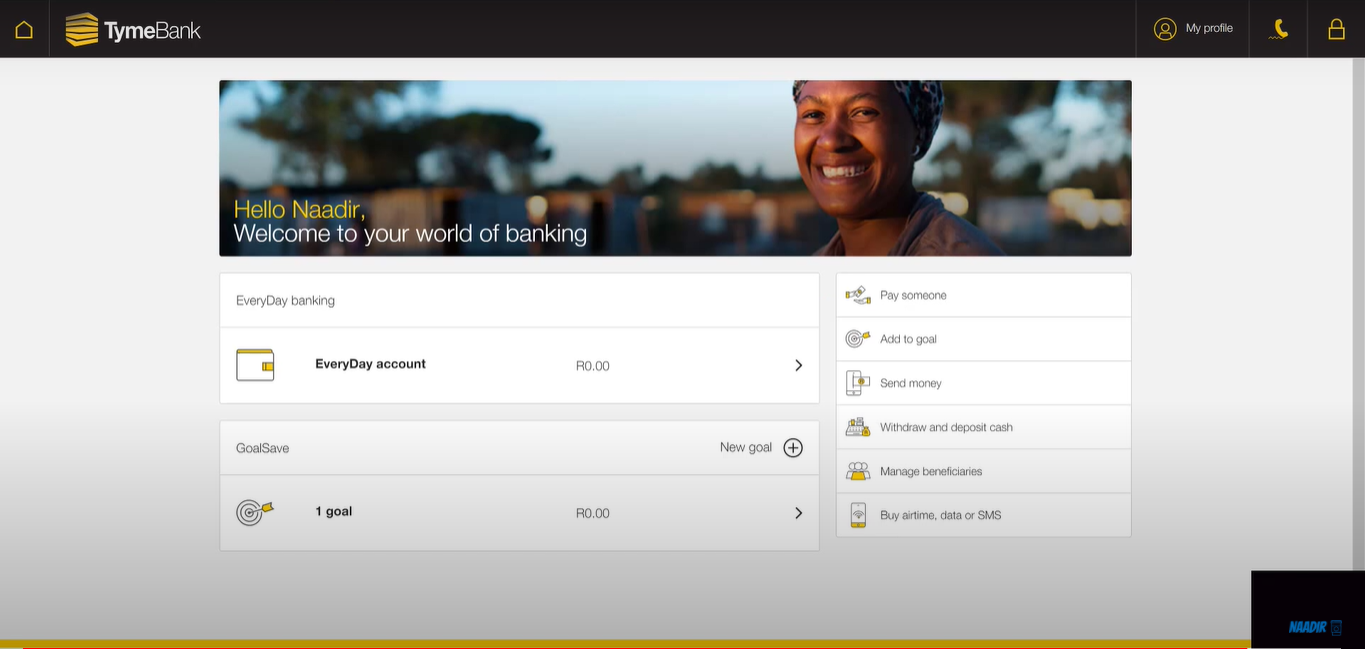 TymeBank
My profile
Hello Naadir,
Welcome to your world of banking
EveryDay banking
EveryDay account
R0.00
GoalSave
New goal
1 goal
R0.00
Pay someone
Add to goal
Send money
Withdraw and deposit cash
Manage beneficiaries
Buy airtime, data or SMS
NAADIR